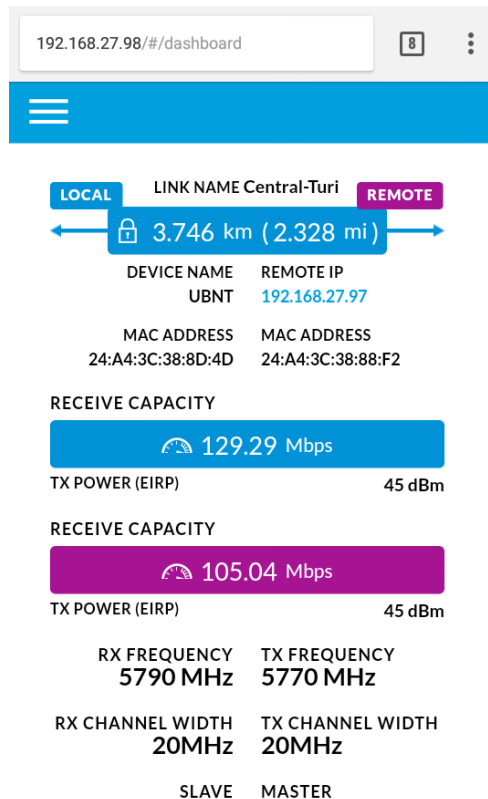 192.168.27.98/#/dashboard 8
LINK NAME Central-Turi
LOCAL REMOTE
3.746 km ( 2.328 mi )
DEVICE NAME REMOTE IP
UBNT 192.168.27.97
MAC ADDRESS MAC ADDRESS
24:A4:3C:38:8D:4D 24:A4:3C:38:88:F2
RECEIVE CAPACITY
129.29 Mbps
TX POWER (EIRP) 45 dBm
RECEIVE CAPACITY
105.04 Mbps
TX POWER (EIRP) 45 dBm
RX FREQUENCY TX FREQUENCY
5790 MHz 5770 MHz
RX CHANNEL WIDTH TX CHANNEL WIDTH
20MHz 20MHz
SLAVE MASTER